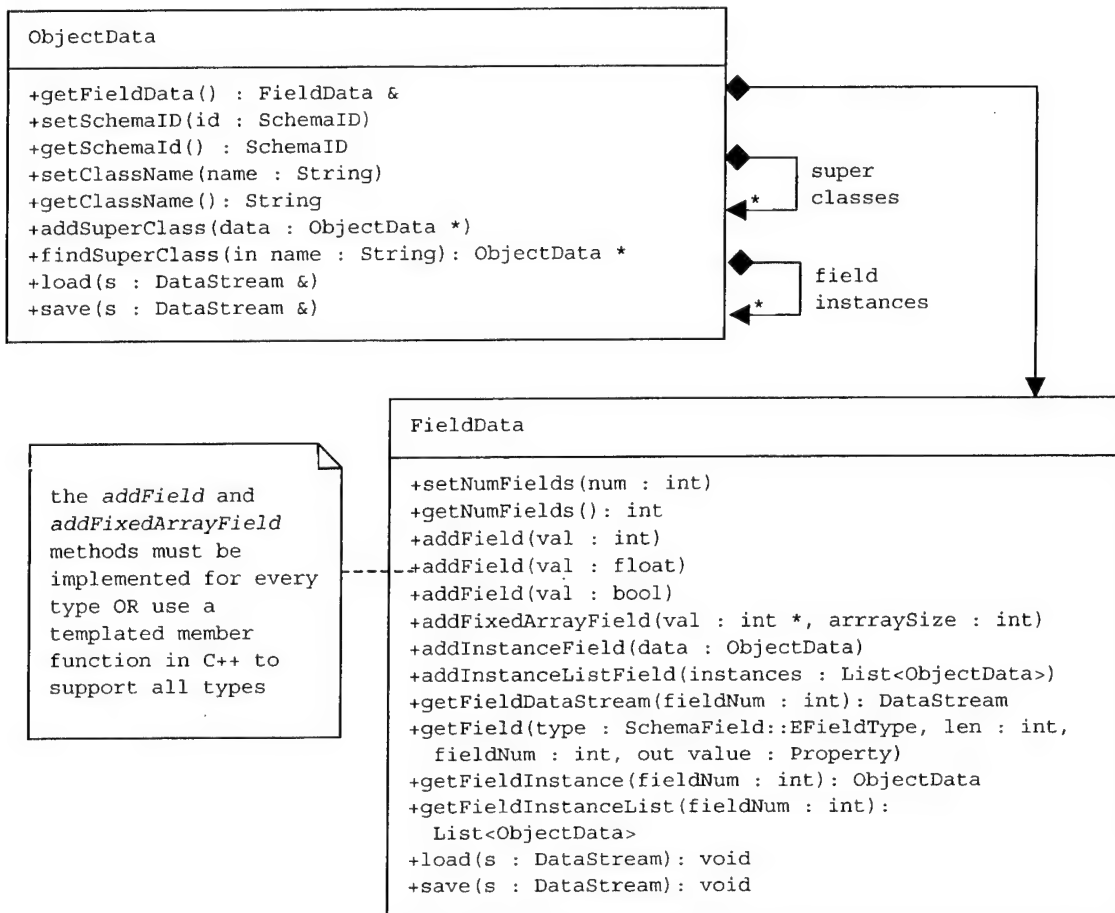 ObjectData
+getFieldData() : FieldData &
+setSchemaID(id : SchemaID)
+getSchemaId() : SchemaID
+setClassName(name : String)
+getClassName(): String
+addSuperClass(data : ObjectData *)
+findSuperClass(in name : String): ObjectData *
+load(s : DataStream &)
+save(s : DataStream &)
super
classes
*
field
instances
*
the addField and
addFixedArrayField
methods must be
implemented for every
type OR use a
templated member
function in C++ to
support all types
FieldData
+setNumFields(num : int)
+getNumFields(): int
+addField(val : int)
+addField(val : float)
+addField(val : bool)
+addFixedArrayField(val : int *, arrraySize : int)
+addInstanceField(data : ObjectData)
+addInstanceListField(instances : List<ObjectData>)
+getFieldDataStream(fieldNum : int): DataStream
+getField(type : SchemaField::EFieldType, len : int,
fieldNum : int, out value : Property)
+getFieldInstance(fieldNum : int): ObjectData
+getFieldInstanceList(fieldNum : int):
List<ObjectData>
+load(s : DataStream): void
+save(s : DataStream): void